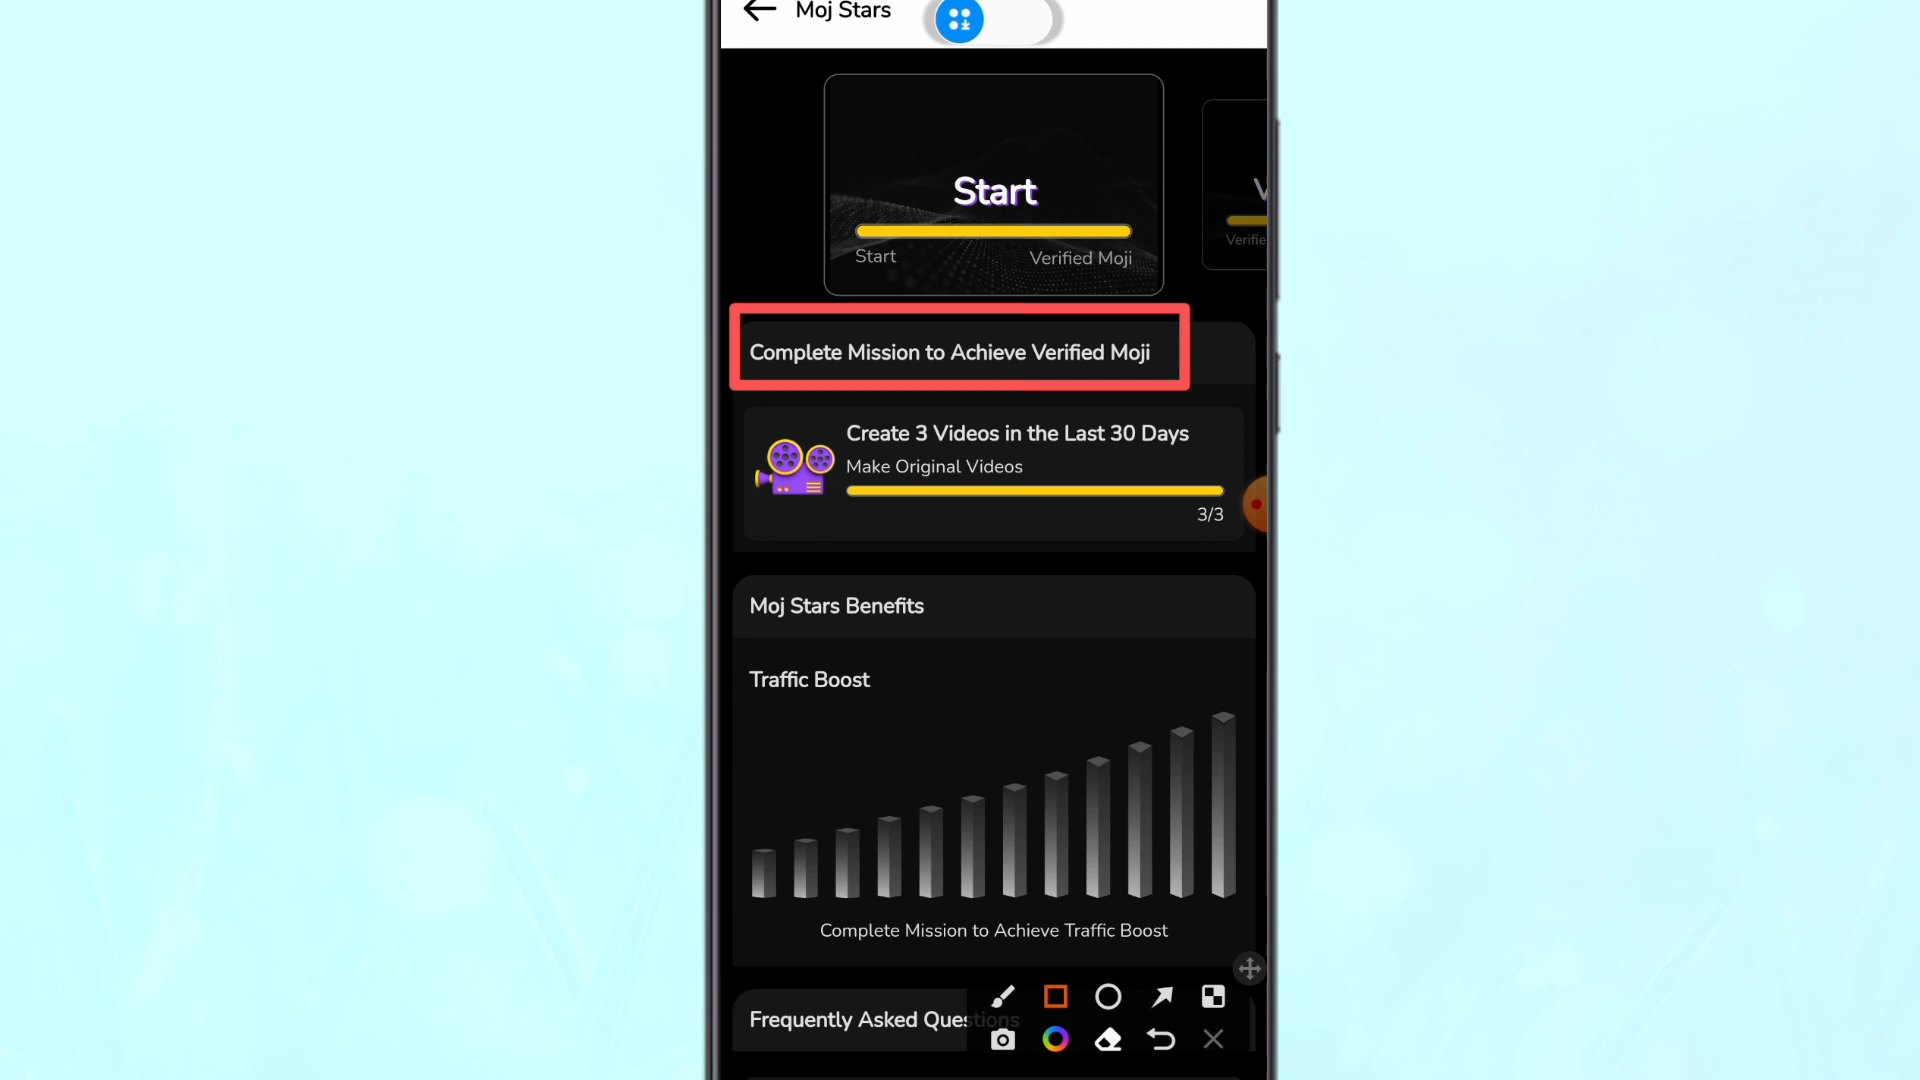 Moj Stars
Start
Start Verified Moji
Complete Mission to Achieve Verified Moji
Create 3 Videos in the Last 30 Days
Make Original Videos
3/3
Moj Stars Benefits
Traffic Boost
Complete Mission to Achieve Traffic Boost
Frequently Asked Questions